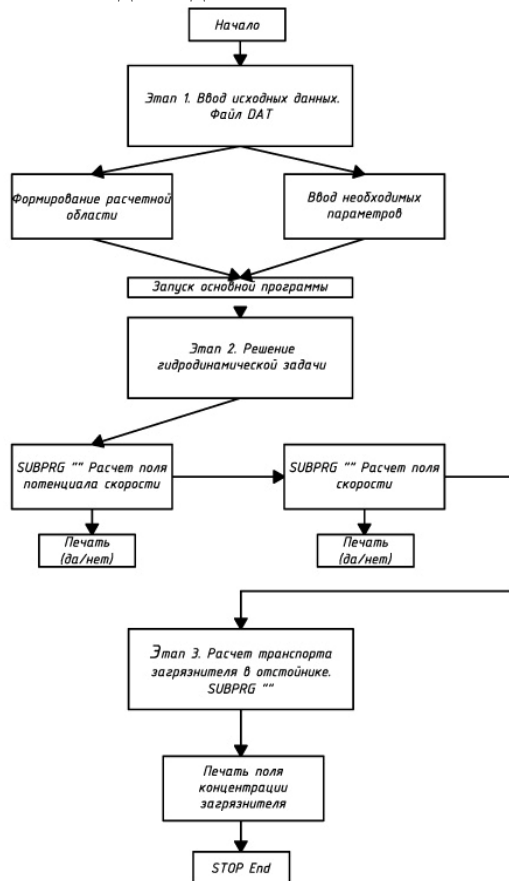 Начало
Этап 1. Ввод исходных данных.
Файл DAT
Формирование расчетной
области
Ввод необходимых
параметров
Запуск основной программы
Этап 2. Решение
гидродинамической задачи
SUBPRG "" Расчет поля
потенциала скорости
SUBPRG "" Расчет поля
скорости
Печать
(да/нет)
Печать
(да/нет)
Этап 3. Расчет транспорта
загрязнителя в отстойнике.
SUBPRG ""
Печать поля
концентрации
загрязнителя
STOP End